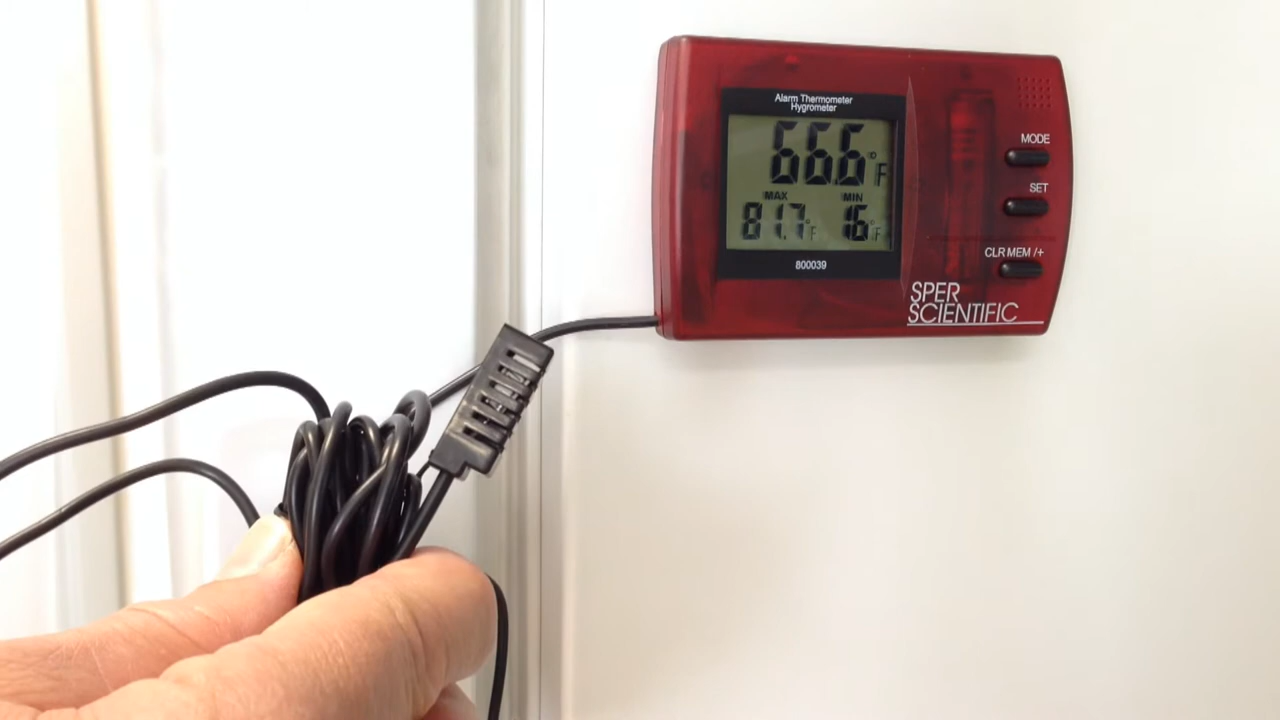 Alarm Thermometer
Hygrometer
66.6°F
MAX MIN
81.7°F 16°F
800039
MODE
SET
CLR MEM /+
SPER
SCIENTIFIC